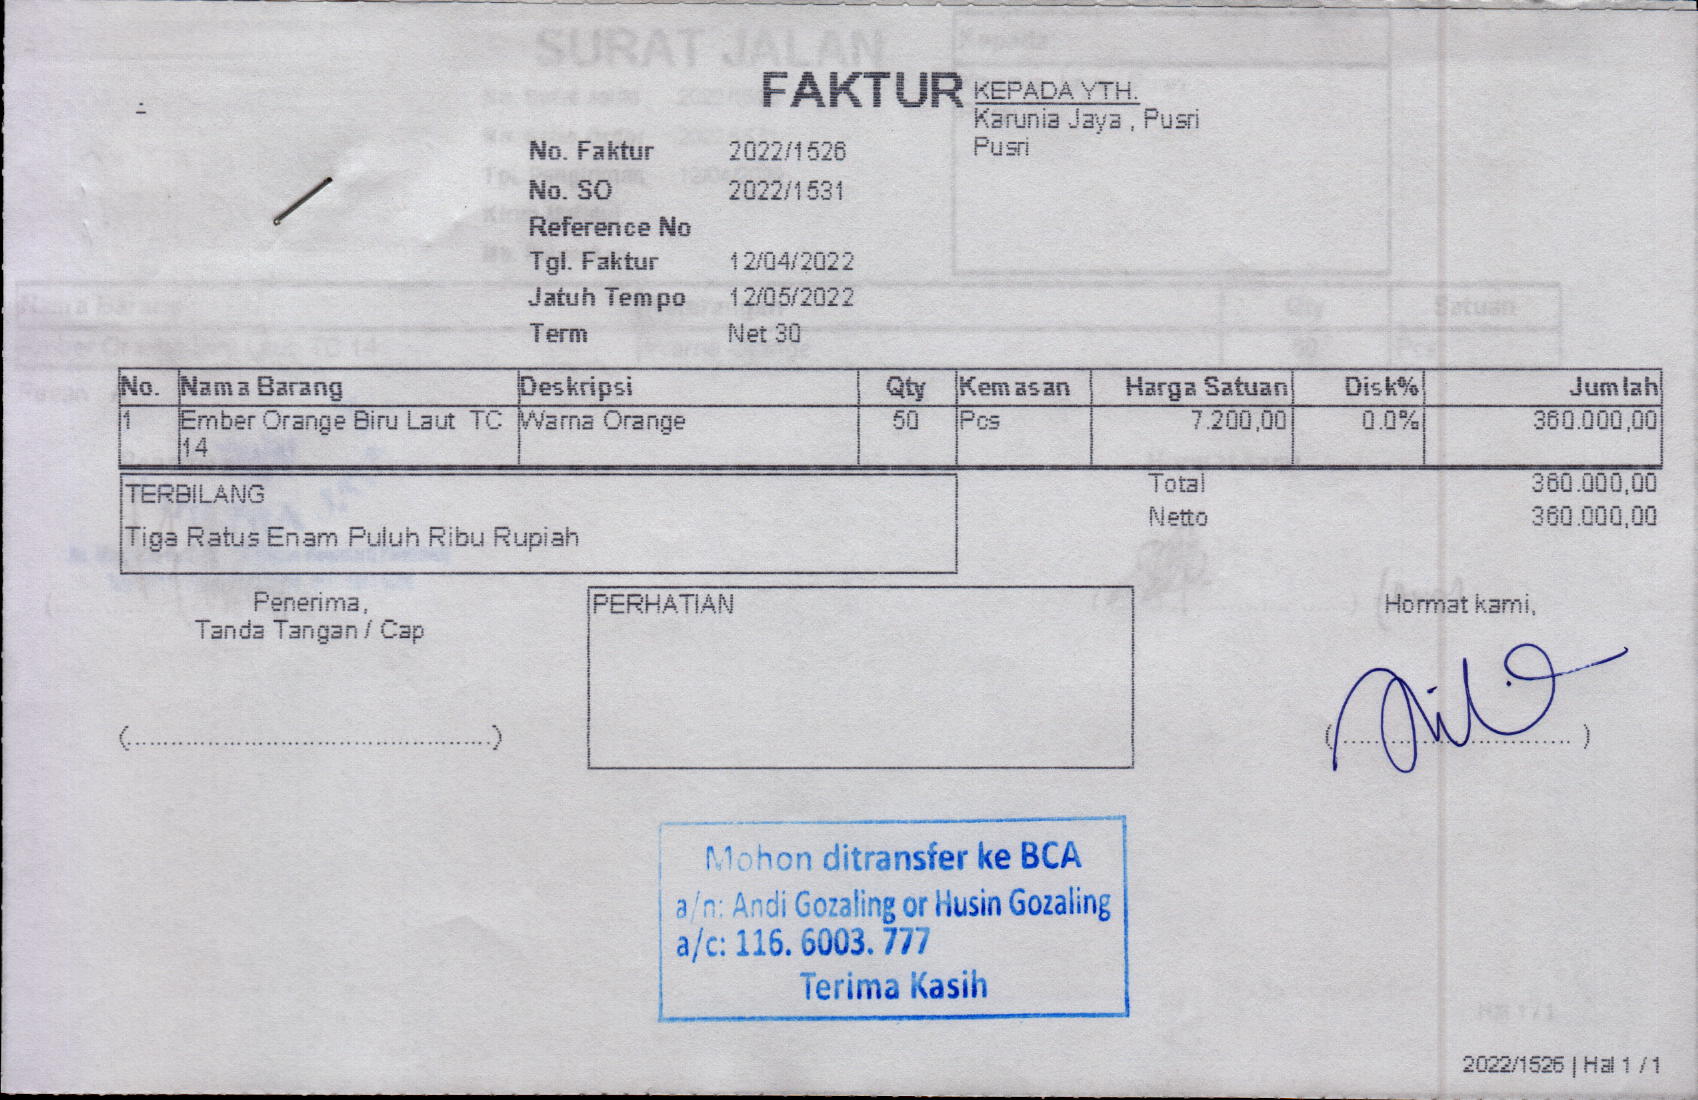 FAKTUR
KEPADA YTH.
Karunia Jaya , Pusri
Pusri
-
No. Faktur 2022/1526
No. SO 2022/1531
Reference No
Tgl. Faktur 12/04/2022
Jatuh Tempo 12/05/2022
Term Net 30
No. Nama Barang Deskripsi Qty Kemasan Harga Satuan Disk% Jumlah
1 Ember Orange Biru Laut TC Warna Orange 50 Pcs 7.200,00 0.0% 360.000,00
14
TERBILANG
Tiga Ratus Enam Puluh Ribu Rupiah
Total 360.000,00
Netto 360.000,00
Penerima,
Tanda Tangan / Cap
(..................................................)
PERHATIAN
Hormat kami,
(................................)
Mohon ditransfer ke BCA
a/n: Andi Gozaling or Husin Gozaling
a/c: 116. 6003. 777
Terima Kasih
2022/1526 | Hal 1 / 1
SURAT JALAN
Kepada
Qty Satuan